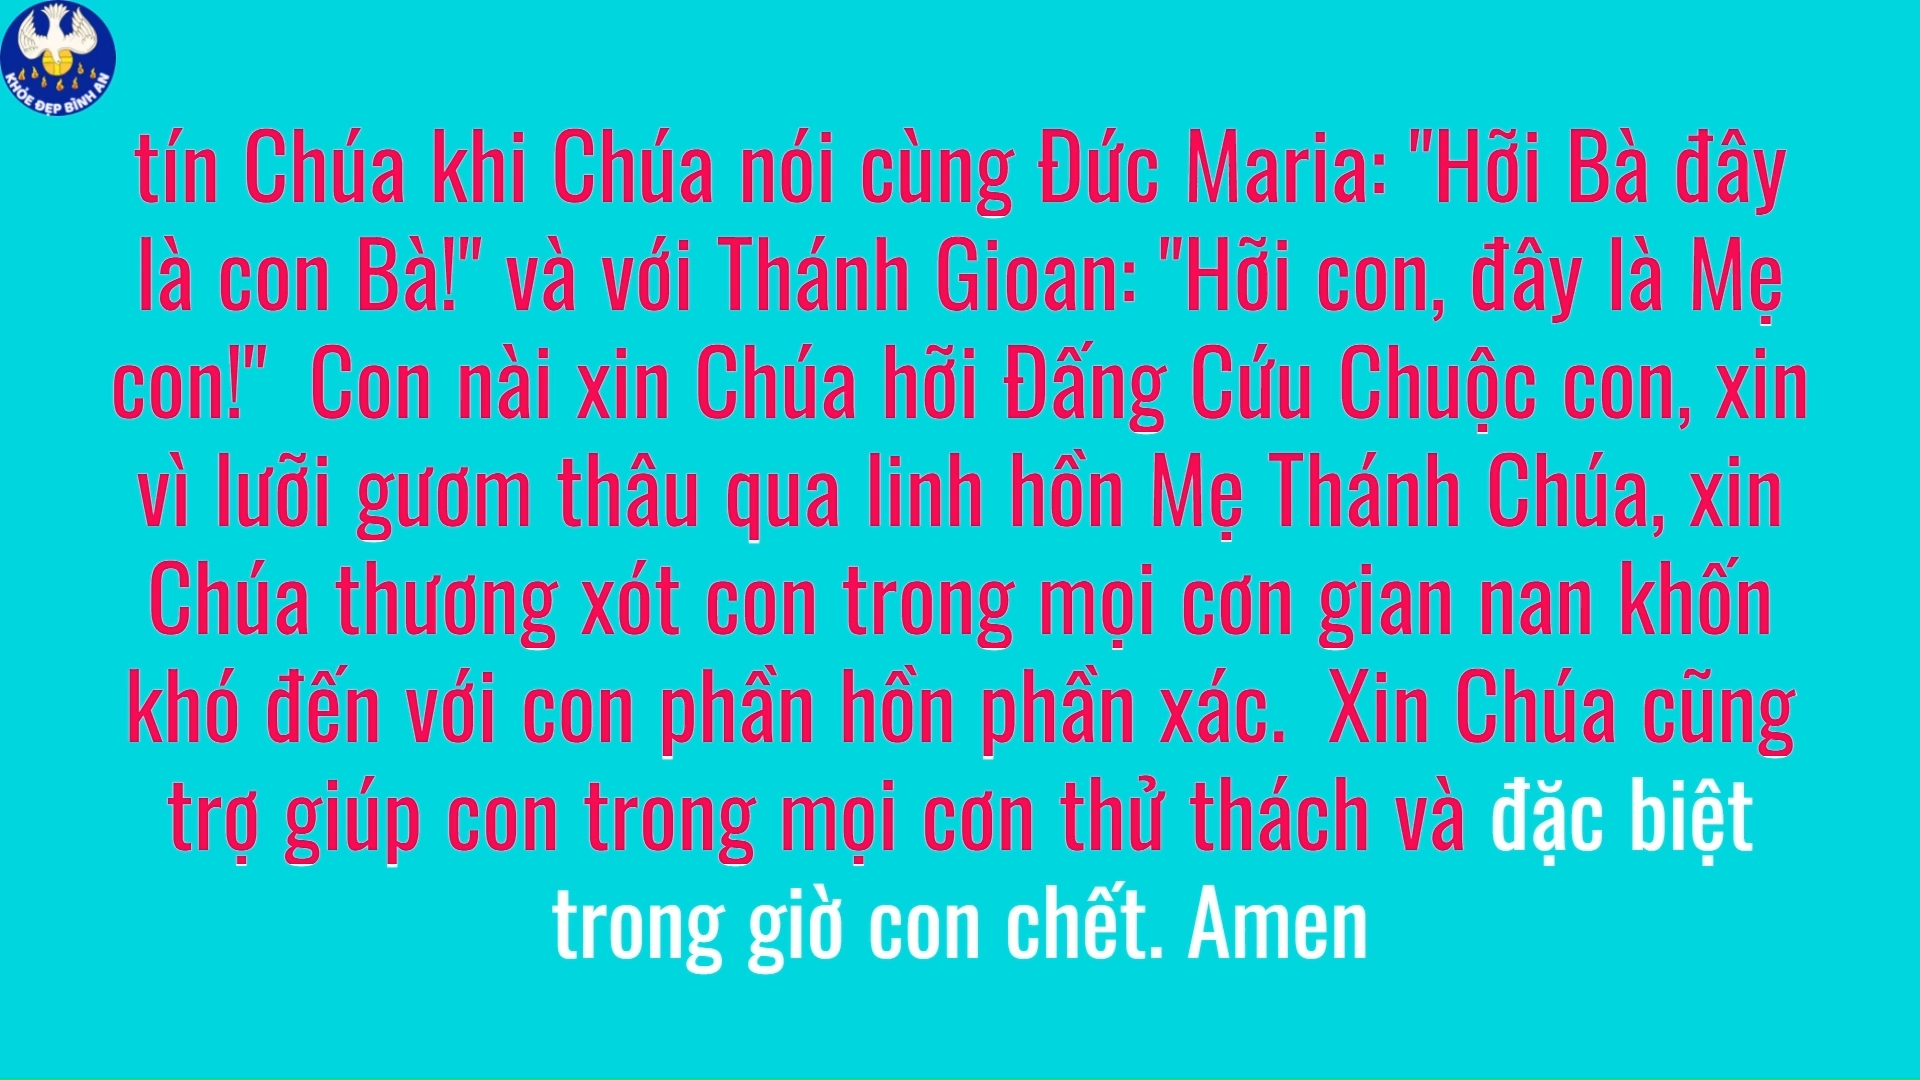 KHỎE ĐẸP BÌNH AN
tín Chúa khi Chúa nói cùng Đức Maria: "Hỡi Bà đây
là con Bà!" và với Thánh Gioan: "Hỡi con, đây là Mẹ
con!" Con nài xin Chúa hỡi Đấng Cứu Chuộc con, xin
vì lưỡi gươm thâu qua linh hồn Mẹ Thánh Chúa, xin
Chúa thương xót con trong mọi cơn gian nan khốn
khó đến với con phần hồn phần xác. Xin Chúa cũng
trợ giúp con trong mọi cơn thử thách và đặc biệt
trong giờ con chết. Amen